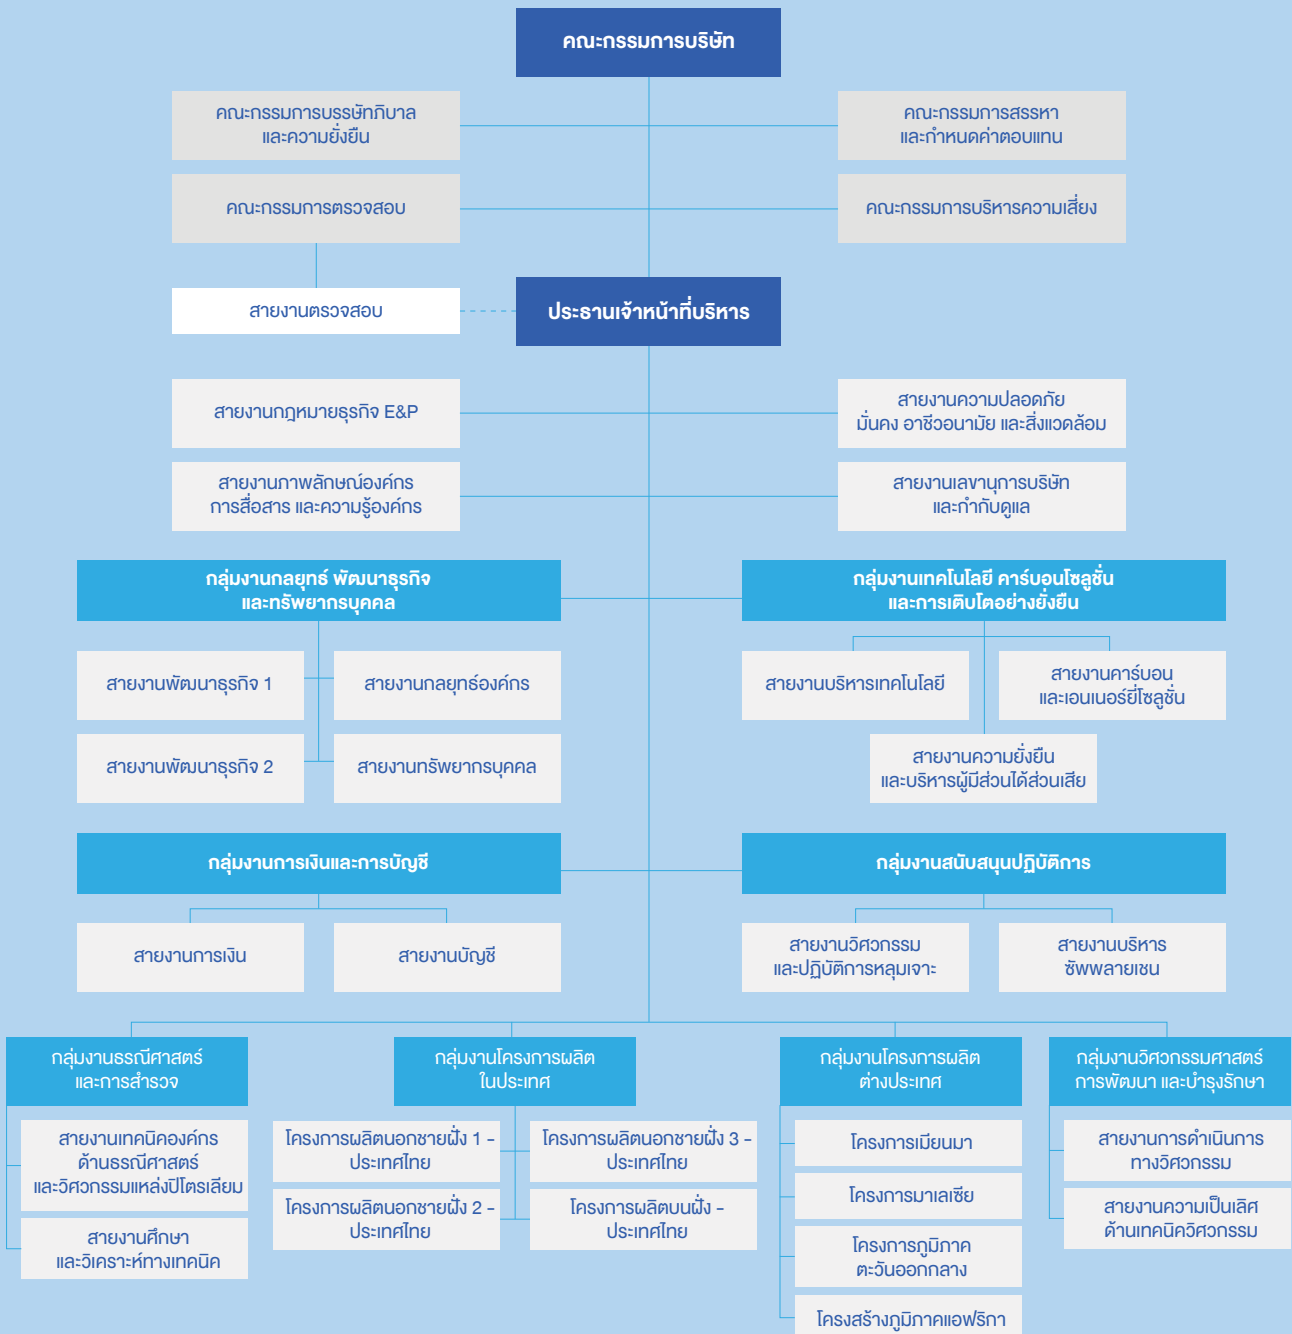 คณะกรรมการบริษัท
คณะกรรมการบรรษัทภิบาล
และความยั่งยืน
คณะกรรมการสรรหา
และกำหนดค่าตอบแทน
คณะกรรมการตรวจสอบ
คณะกรรมการบริหารความเสี่ยง
สายงานตรวจสอบ
ประธานเจ้าหน้าที่บริหาร
สายงานกฎหมายธุรกิจ E&P
สายงานความปลอดภัย
มั่นคง อาชีวอนามัย และสิ่งแวดล้อม
สายงานภาพลักษณ์องค์กร
การสื่อสาร และความรู้องค์กร
สายงานเลขานุการบริษัท
และกำกับดูแล
กลุ่มงานกลยุทธ์ พัฒนาธุรกิจ
และทรัพยากรบุคคล
กลุ่มงานเทคโนโลยี คาร์บอนโซลูชั่น
และการเติบโตอย่างยั่งยืน
สายงานพัฒนาธุรกิจ 1
สายงานกลยุทธ์องค์กร
สายงานบริหารเทคโนโลยี
สายงานคาร์บอน
และเอนเนอร์ยี่โซลูชั่น
สายงานพัฒนาธุรกิจ 2
สายงานทรัพยากรบุคคล
สายงานความยั่งยืน
และบริหารผู้มีส่วนได้ส่วนเสีย
กลุ่มงานการเงินและการบัญชี
กลุ่มงานสนับสนุนปฏิบัติการ
สายงานการเงิน
สายงานบัญชี
สายงานวิศวกรรม
และปฏิบัติการหลุมเจาะ
สายงานบริหาร
ซัพพลายเชน
กลุ่มงานธรณีศาสตร์
และการสำรวจ
กลุ่มงานโครงการผลิต
ในประเทศ
กลุ่มงานโครงการผลิต
ต่างประเทศ
กลุ่มงานวิศวกรรมศาสตร์
การพัฒนา และบำรุงรักษา
สายงานเทคนิคองค์กร
ด้านธรณีศาสตร์
และวิศวกรรมแหล่งปิโตรเลียม
สายงานศึกษา
และวิเคราะห์ทางเทคนิค
โครงการผลิตนอกชายฝั่ง 1 -
ประเทศไทย
โครงการผลิตนอกชายฝั่ง 3 -
ประเทศไทย
โครงการผลิตนอกชายฝั่ง 2 -
ประเทศไทย
โครงการผลิตบนฝั่ง -
ประเทศไทย
โครงการเมียนมา
โครงการมาเลเซีย
โครงการภูมิภาค
ตะวันออกกลาง
โครงสร้างภูมิภาคแอฟริกา
สายงานการดำเนินการ
ทางวิศวกรรม
สายงานความเป็นเลิศ
ด้านเทคนิควิศวกรรม